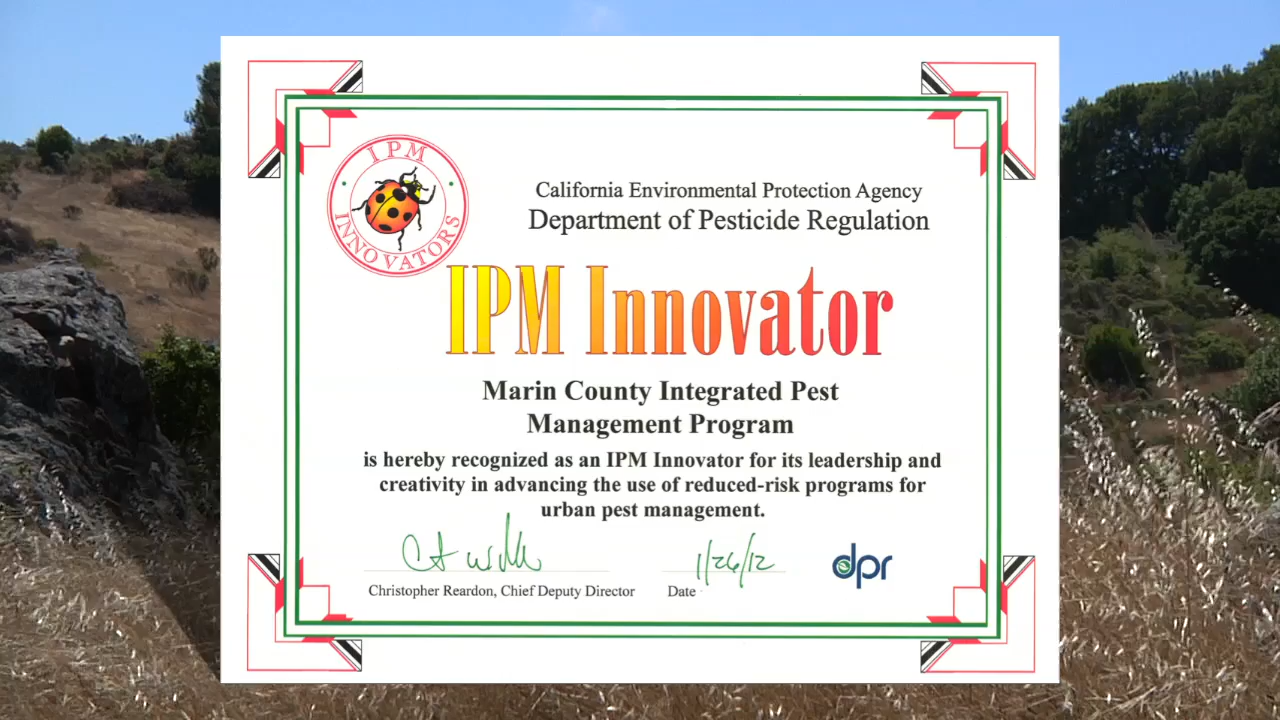 IPM
INNOVATORS
California Environmental Protection Agency
Department of Pesticide Regulation
IPM Innovator
Marin County Integrated Pest
Management Program
is hereby recognized as an IPM Innovator for its leadership and
creativity in advancing the use of reduced-risk programs for
urban pest management.
1/26/12
dpr
Christopher Reardon, Chief Deputy Director
Date